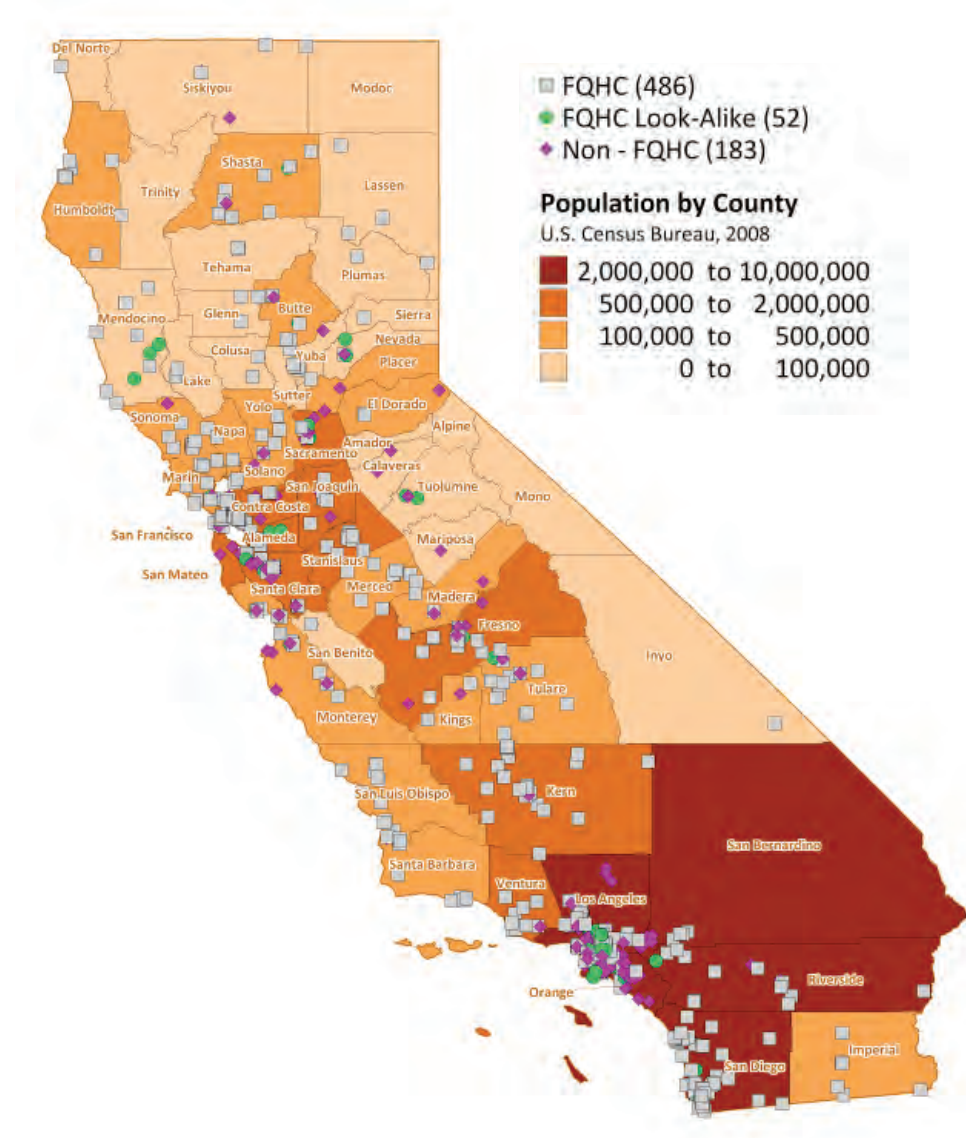 Del Norte
Siskiyou
Modoc
FQHC (486)
FQHC Look-Alike (52)
Non - FQHC (183)
Shasta
Trinity
Lassen
Humboldt
Population by County
U.S. Census Bureau, 2008
2,000,000 to 10,000,000
500,000 to 2,000,000
100,000 to 500,000
0 to 100,000
Tehama
Plumas
Mendocino
Glenn
Butte
Sierra
Nevada
Colusa
Yuba
Placer
Lake
Sutter
Sonoma
Yolo
El Dorado
Napa
Alpine
Sacramento
Amador
Calaveras
Marin
Solano
San Joaquin
Tuolumne
Mono
Contra Costa
San Francisco
Alameda
Mariposa
Stanislaus
San Mateo
Santa Clara
Merced
Madera
Fresno
San Benito
Inyo
Tulare
Monterey
Kings
San Luis Obispo
Kern
San Bernardino
Santa Barbara
Ventura
Los Angeles
Riverside
Orange
San Diego
Imperial